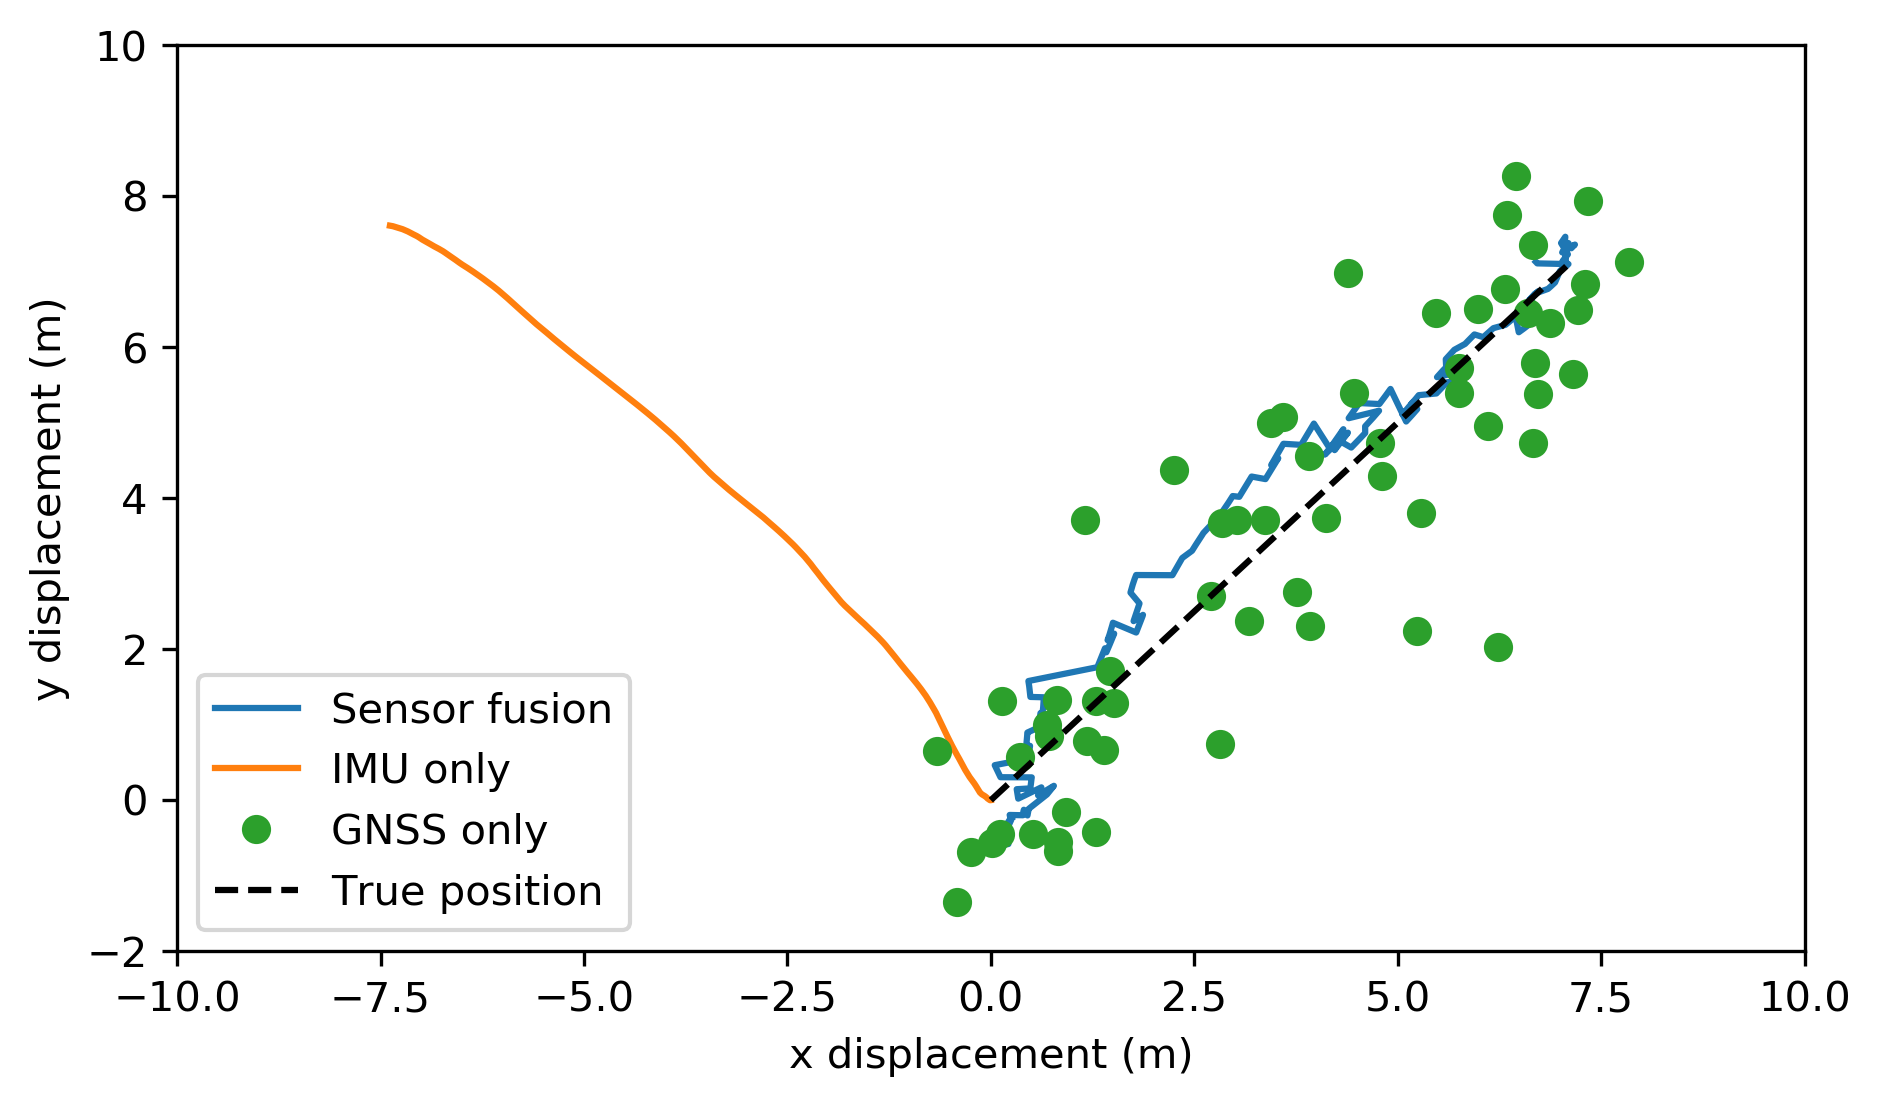 10
8
6
4
2
0
−2
y displacement (m)
Sensor fusion
IMU only
GNSS only
True position
−10.0 −7.5 −5.0 −2.5 0.0 2.5 5.0 7.5 10.0
x displacement (m)